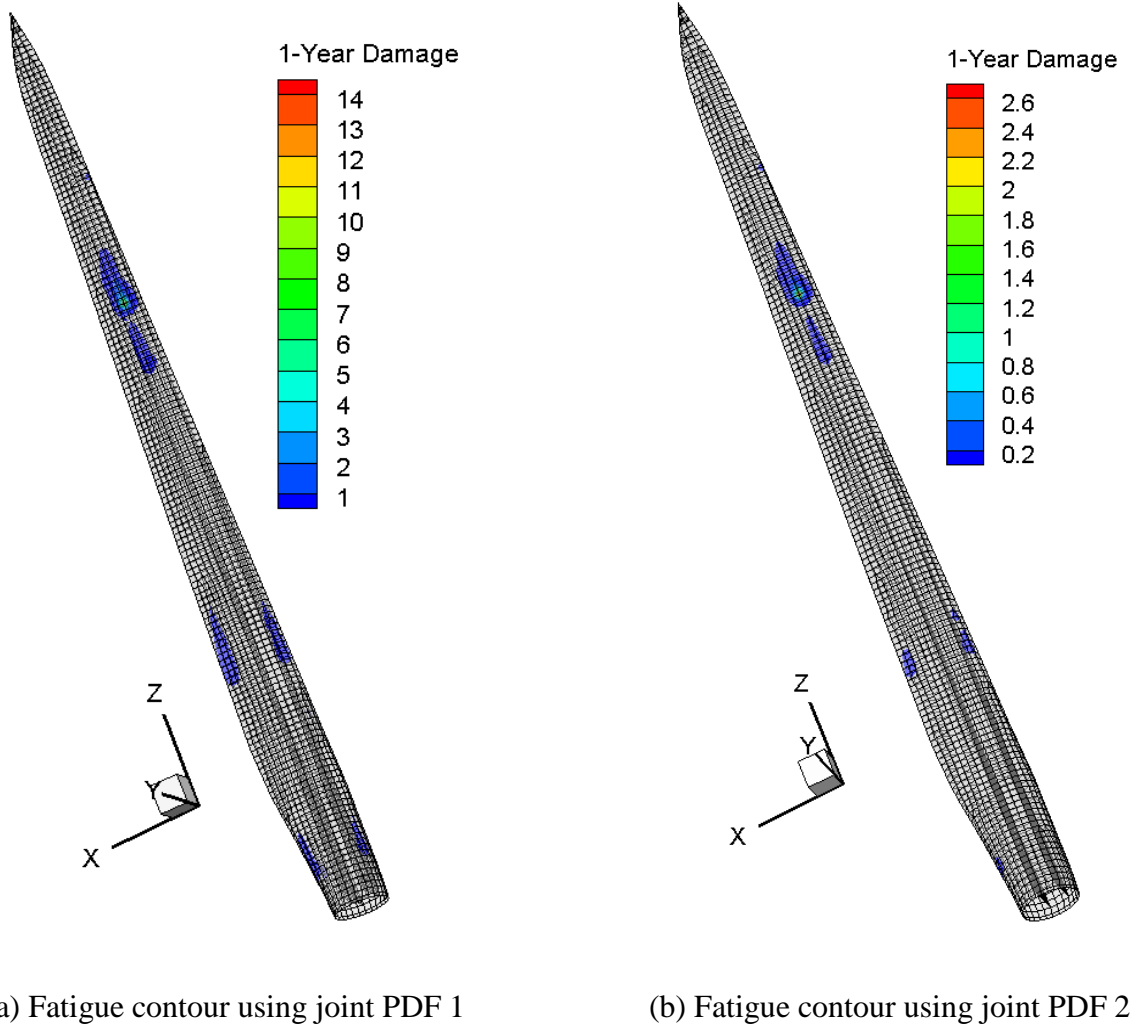 1-Year Damage
14
13
12
11
10
9
8
7
6
5
4
3
2
1
Z
Y
X
1-Year Damage
2.6
2.4
2.2
2
1.8
1.6
1.4
1.2
1
0.8
0.6
0.4
0.2
Z
Y
X
a) Fatigue contour using joint PDF 1
(b) Fatigue contour using joint PDF 2